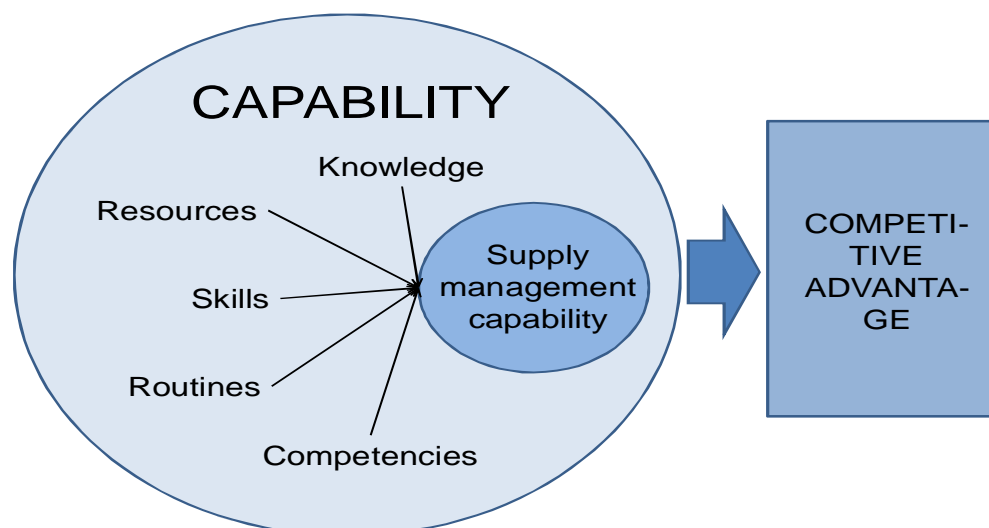 CAPABILITY
Knowledge
Resources
Skills
Routines
Competencies
Supply
management
capability
COMPETI-
TIVE
ADVANTA-
GE